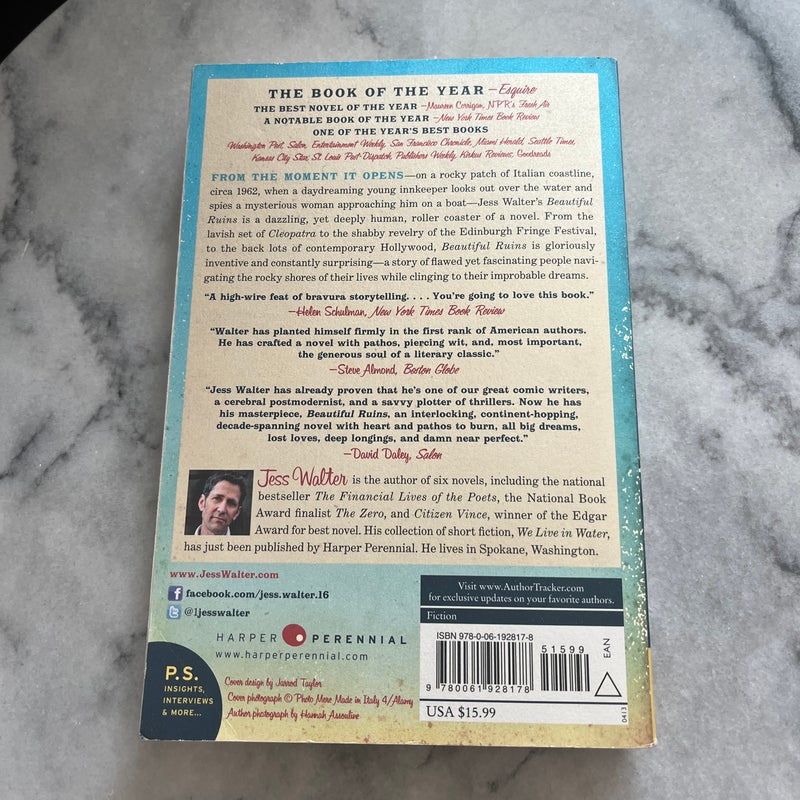 THE BOOK OF THE YEAR —Esquire
THE BEST NOVEL OF THE YEAR —Maureen Corrigan, NPR's Fresh Air
A NOTABLE BOOK OF THE YEAR —New York Times Book Review
ONE OF THE YEAR'S BEST BOOKS
Washington Post, Salon, Entertainment Weekly, San Francisco Chronicle, Miami Herald, Seattle Times,
Kansas City Star, St. Louis Post-Dispatch, Publishers Weekly, Kirkus Reviews, Goodreads
FROM THE MOMENT IT OPENS—on a rocky patch of Italian coastline,
circa 1962, when a daydreaming young innkeeper looks out over the water and
spies a mysterious woman approaching him on a boat—Jess Walter's Beautiful
Ruins is a dazzling, yet deeply human, roller coaster of a novel. From the
lavish set of Cleopatra to the shabby revelry of the Edinburgh Fringe Festival,
to the back lots of contemporary Hollywood, Beautiful Ruins is gloriously
inventive and constantly surprising—a story of flawed yet fascinating people navi-
gating the rocky shores of their lives while clinging to their improbable dreams.
"A high-wire feat of bravura storytelling. . . . You're going to love this book."
—Helen Schulman, New York Times Book Review
"Walter has planted himself firmly in the first rank of American authors.
He has crafted a novel with pathos, piercing wit, and, most important,
the generous soul of a literary classic."
—Steve Almond, Boston Globe
"Jess Walter has already proven that he's one of our great comic writers,
a cerebral postmodernist, and a savvy plotter of thrillers. Now he has
his masterpiece, Beautiful Ruins, an interlocking, continent-hopping,
decade-spanning novel with heart and pathos to burn, all big dreams,
lost loves, deep longings, and damn near perfect."
—David Daley, Salon
Jess Walter is the author of six novels, including the national
bestseller The Financial Lives of the Poets, the National Book
Award finalist The Zero, and Citizen Vince, winner of the Edgar
Award for best novel. His collection of short fiction, We Live in Water,
has just been published by Harper Perennial. He lives in Spokane, Washington.
www.JessWalter.com
facebook.com/jess.walter.16
@1jesswalter
HARPER PERENNIAL
www.harperperennial.com
P.S.
INSIGHTS,
INTERVIEWS
& MORE...
Cover design by Jarrod Taylor
Cover photograph © Photo Mere Made in Italy 4/Alamy
Author photograph by Hannah Assouline
Visit www.AuthorTracker.com
for exclusive updates on your favorite authors.
Fiction
ISBN 978-0-06-192817-8
51599
EAN
9 780061 928178
USA $15.99
0413